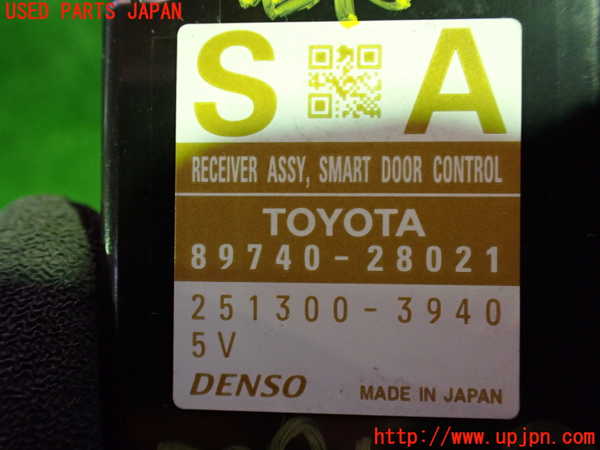 USED PARTS JAPAN
S A
RECEIVER ASSY, SMART DOOR CONTROL
TOYOTA
89740-28021
251300-3940
5V
DENSO MADE IN JAPAN
http://www.upjpn.com/